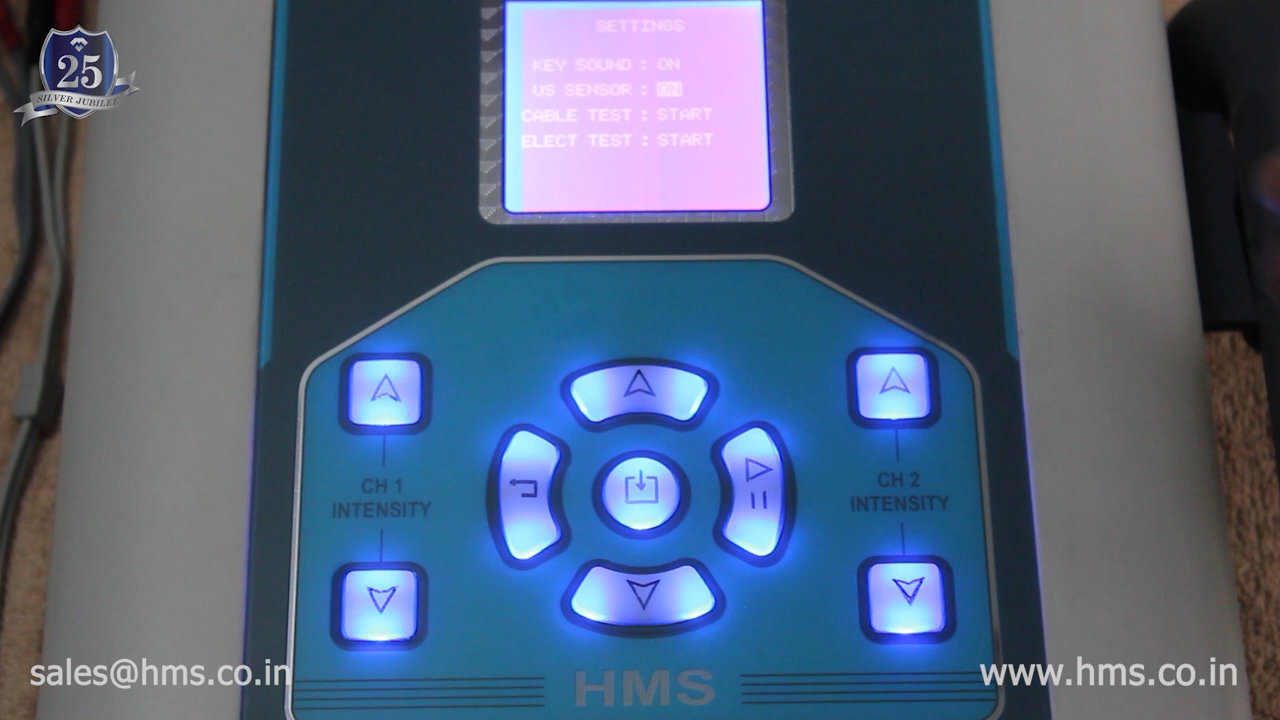 25
SILVER JUBILEE
SETTINGS
KEY SOUND : ON
US SENSOR : ON
CABLE TEST : START
ELECT TEST : START
CH 1
INTENSITY
CH 2
INTENSITY
HMS
sales@hms.co.in
www.hms.co.in